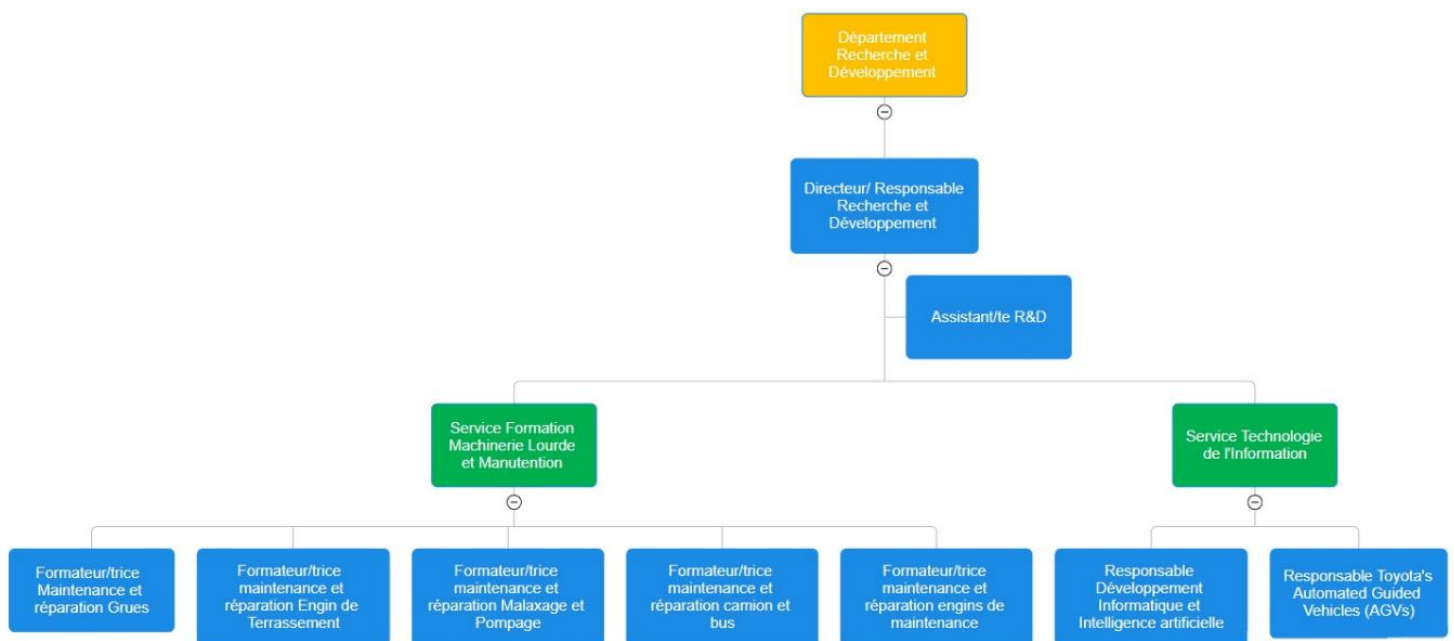 Département
Recherche et
Développement
Directeur/ Responsable
Recherche et
Développement
Assistant/te R&D
Service Formation
Machinerie Lourde
et Manutention
Service Technologie
de l'Information
Formateur/trice
Maintenance et
réparation Grues
Formateur/trice
maintenance et
réparation Engin de
Terrassement
Formateur/trice
maintenance et
réparation Malaxage et
Pompage
Formateur/trice
maintenance et
réparation camion et
bus
Formateur/trice
maintenance et
réparation engins de
maintenance
Responsable
Développement
Informatique et
Intelligence artificielle
Responsable Toyota's
Automated Guided
Vehicles (AGVs)